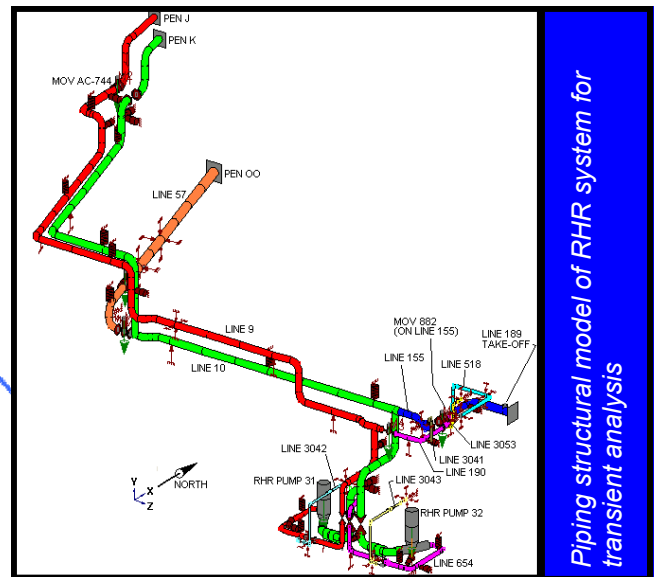 PEN J
PEN K
MOV AC-744
PEN OO
LINE 57
LINE 9
LINE 10
MOV 882
(ON LINE 155)
LINE 189
TAKE-OFF
LINE 155
LINE 518
LINE 3053
LINE 3041
LINE 190
LINE 3042
LINE 3043
RHR PUMP 31
RHR PUMP 32
LINE 654
Y
X
Z
NORTH
Piping structural model of RHR system for
transient analysis